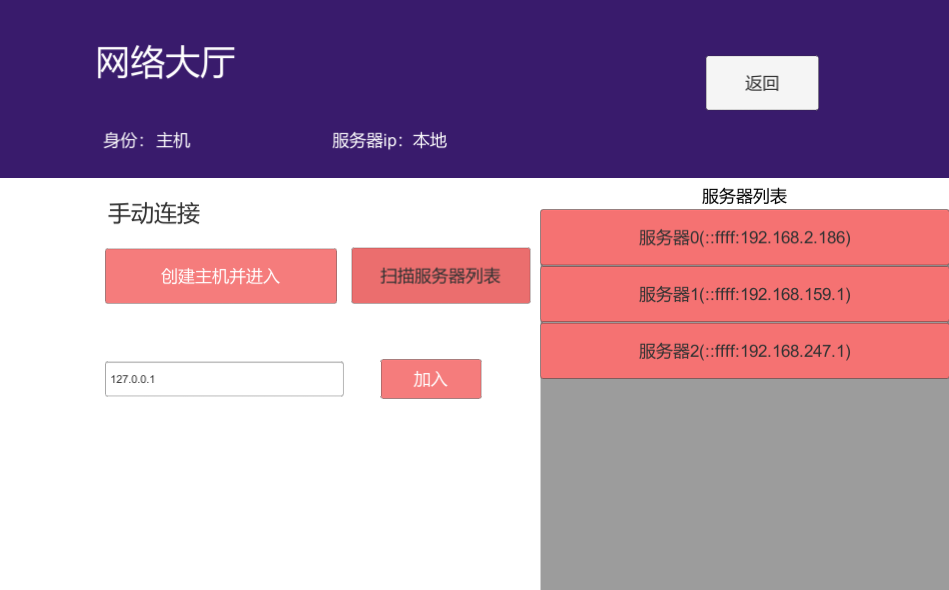 网络大厅
返回
身份：主机
服务器ip：本地
手动连接
创建主机并进入
扫描服务器列表
127.0.0.1
加入
服务器列表
服务器0(::ffff:192.168.2.186)
服务器1(::ffff:192.168.159.1)
服务器2(::ffff:192.168.247.1)